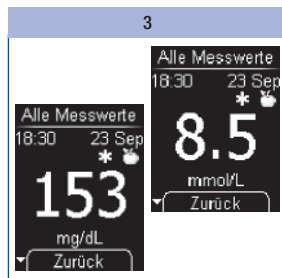 3
Alle Messwerte
18:30 23 Sep
153
mg/dL
Zurück
Alle Messwerte
18:30 23 Sep
8.5
mmol/L
Zurück